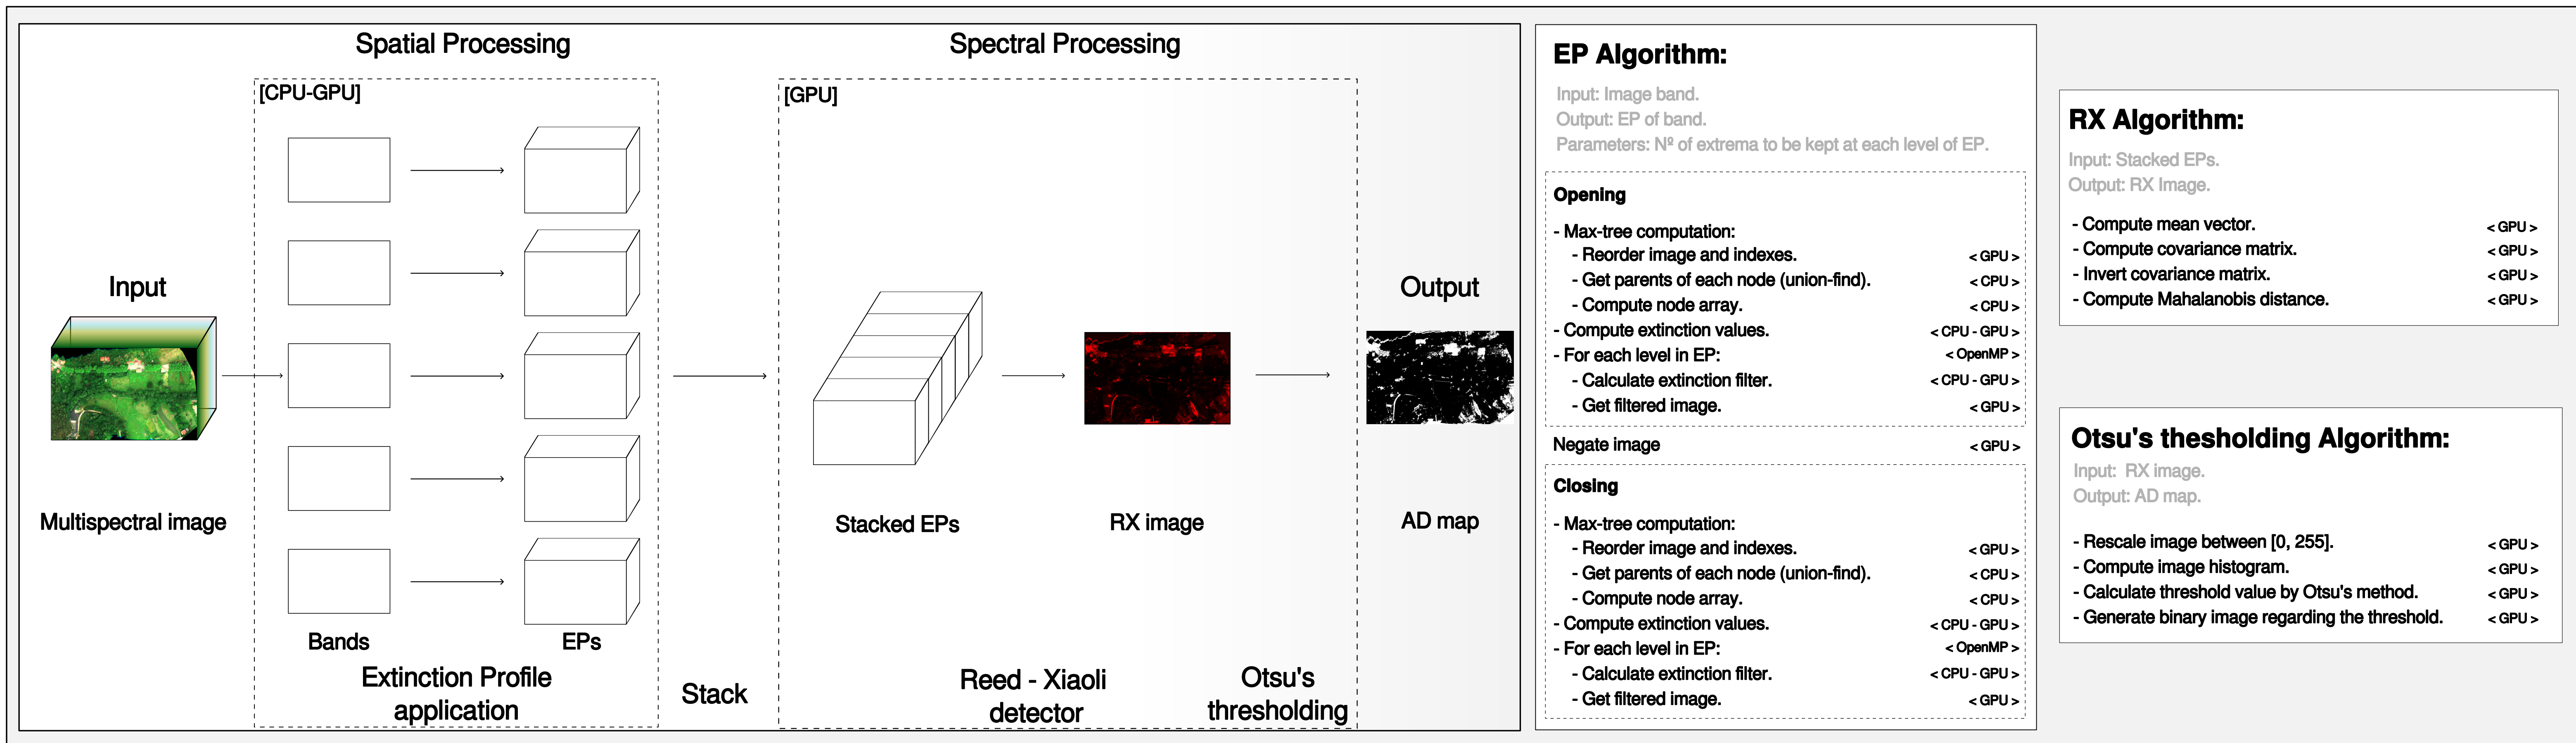 Spatial Processing
Spectral Processing
[CPU-GPU]
[GPU]
Input
Output
Multispectral image
Stacked EPs
RX image
AD map
Bands
EPs
Extinction Profile
application
Stack
Reed - Xiaoli
detector
Otsu's
thresholding
EP Algorithm:
Input: Image band.
Output: EP of band.
Parameters: Nº of extrema to be kept at each level of EP.
Opening
- Max-tree computation:
- Reorder image and indexes. < GPU >
- Get parents of each node (union-find). < CPU >
- Compute node array. < CPU >
- Compute extinction values. < CPU - GPU >
- For each level in EP: < OpenMP >
- Calculate extinction filter. < CPU - GPU >
- Get filtered image. < GPU >
Negate image < GPU >
Closing
- Max-tree computation:
- Reorder image and indexes. < GPU >
- Get parents of each node (union-find). < CPU >
- Compute node array. < CPU >
- Compute extinction values. < CPU - GPU >
- For each level in EP: < OpenMP >
- Calculate extinction filter. < CPU - GPU >
- Get filtered image. < GPU >
RX Algorithm:
Input: Stacked EPs.
Output: RX Image.
- Compute mean vector. < GPU >
- Compute covariance matrix. < GPU >
- Invert covariance matrix. < GPU >
- Compute Mahalanobis distance. < GPU >
Otsu's thesholding Algorithm:
Input: RX image.
Output: AD map.
- Rescale image between [0, 255]. < GPU >
- Compute image histogram. < GPU >
- Calculate threshold value by Otsu's method. < GPU >
- Generate binary image regarding the threshold. < GPU >